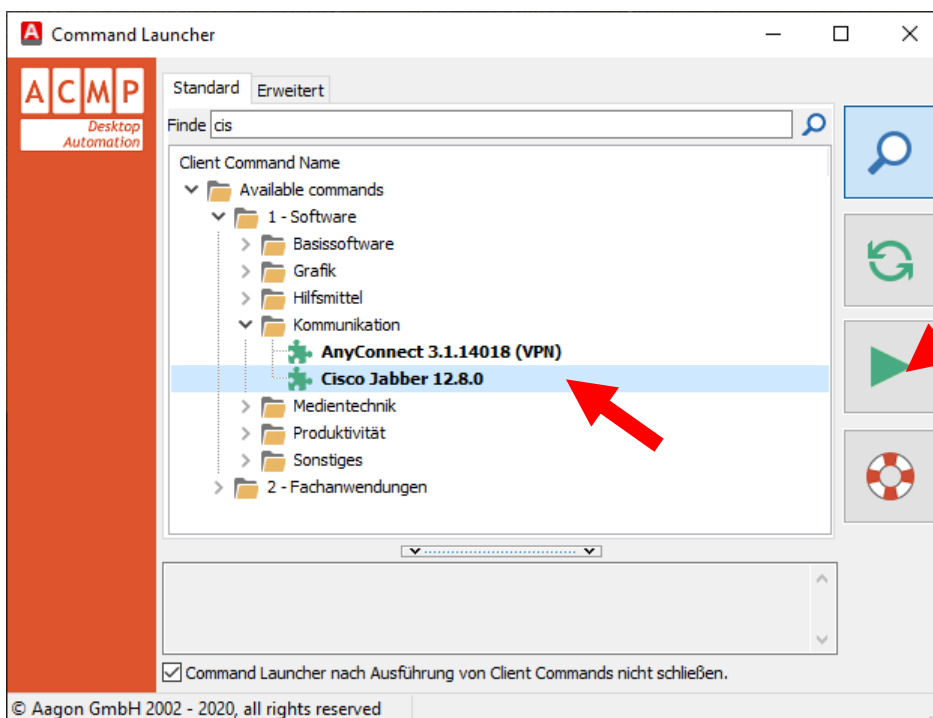 Command Launcher
ACMP
Desktop
Automation
Standard Erweitert
Finde cis
Client Command Name
Available commands
1 - Software
Basissoftware
Grafik
Hilfsmittel
Kommunikation
AnyConnect 3.1.14018 (VPN)
Cisco Jabber 12.8.0
Medientechnik
Produktivität
Sonstiges
2 - Fachanwendungen
Command Launcher nach Ausführung von Client Commands nicht schließen.
© Aagon GmbH 2002 - 2020, all rights reserved